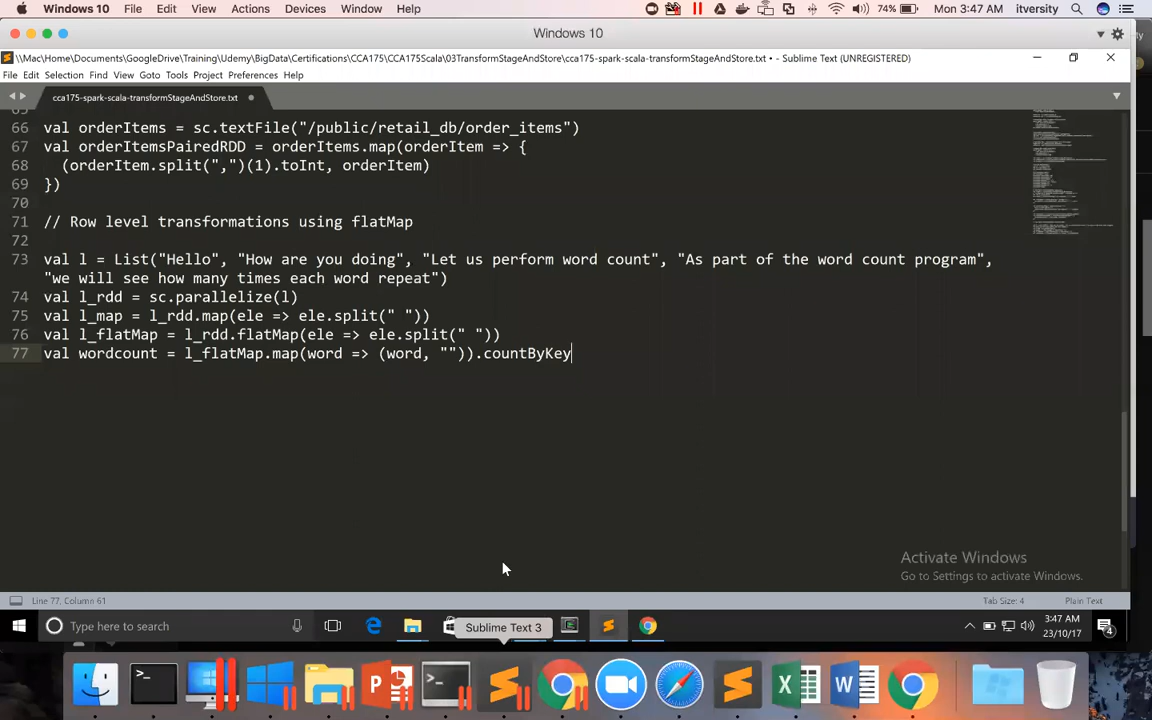 Windows 10 File Edit View Actions Devices Window Help 74% Mon 3:47 AM itversity
Windows 10
\\Mac\Home\Documents\GoogleDrive\Training\Udemy\BigData\Certifications\CCA175\CCA175Scala\03TransformStageAndStore\cca175-spark-scala-transformStageAndStore.txt • - Sublime Text (UNREGISTERED)
File Edit Selection Find View Goto Tools Project Preferences Help
cca175-spark-scala-transformStageAndStore.txt
65
66 val orderItems = sc.textFile("/public/retail_db/order_items")
67 val orderItemsPairedRDD = orderItems.map(orderItem => {
68 (orderItem.split(",")(1).toInt, orderItem)
69 })
70
71 // Row level transformations using flatMap
72
73 val l = List("Hello", "How are you doing", "Let us perform word count", "As part of the word count program",
"we will see how many times each word repeat")
74 val l_rdd = sc.parallelize(l)
75 val l_map = l_rdd.map(ele => ele.split(" "))
76 val l_flatMap = l_rdd.flatMap(ele => ele.split(" "))
77 val wordcount = l_flatMap.map(word => (word, "")).countByKey
Activate Windows
Go to Settings to activate Windows.
Line 77, Column 61 Tab Size: 4 Plain Text
Type here to search
Sublime Text 3
3:47 AM
23/10/17